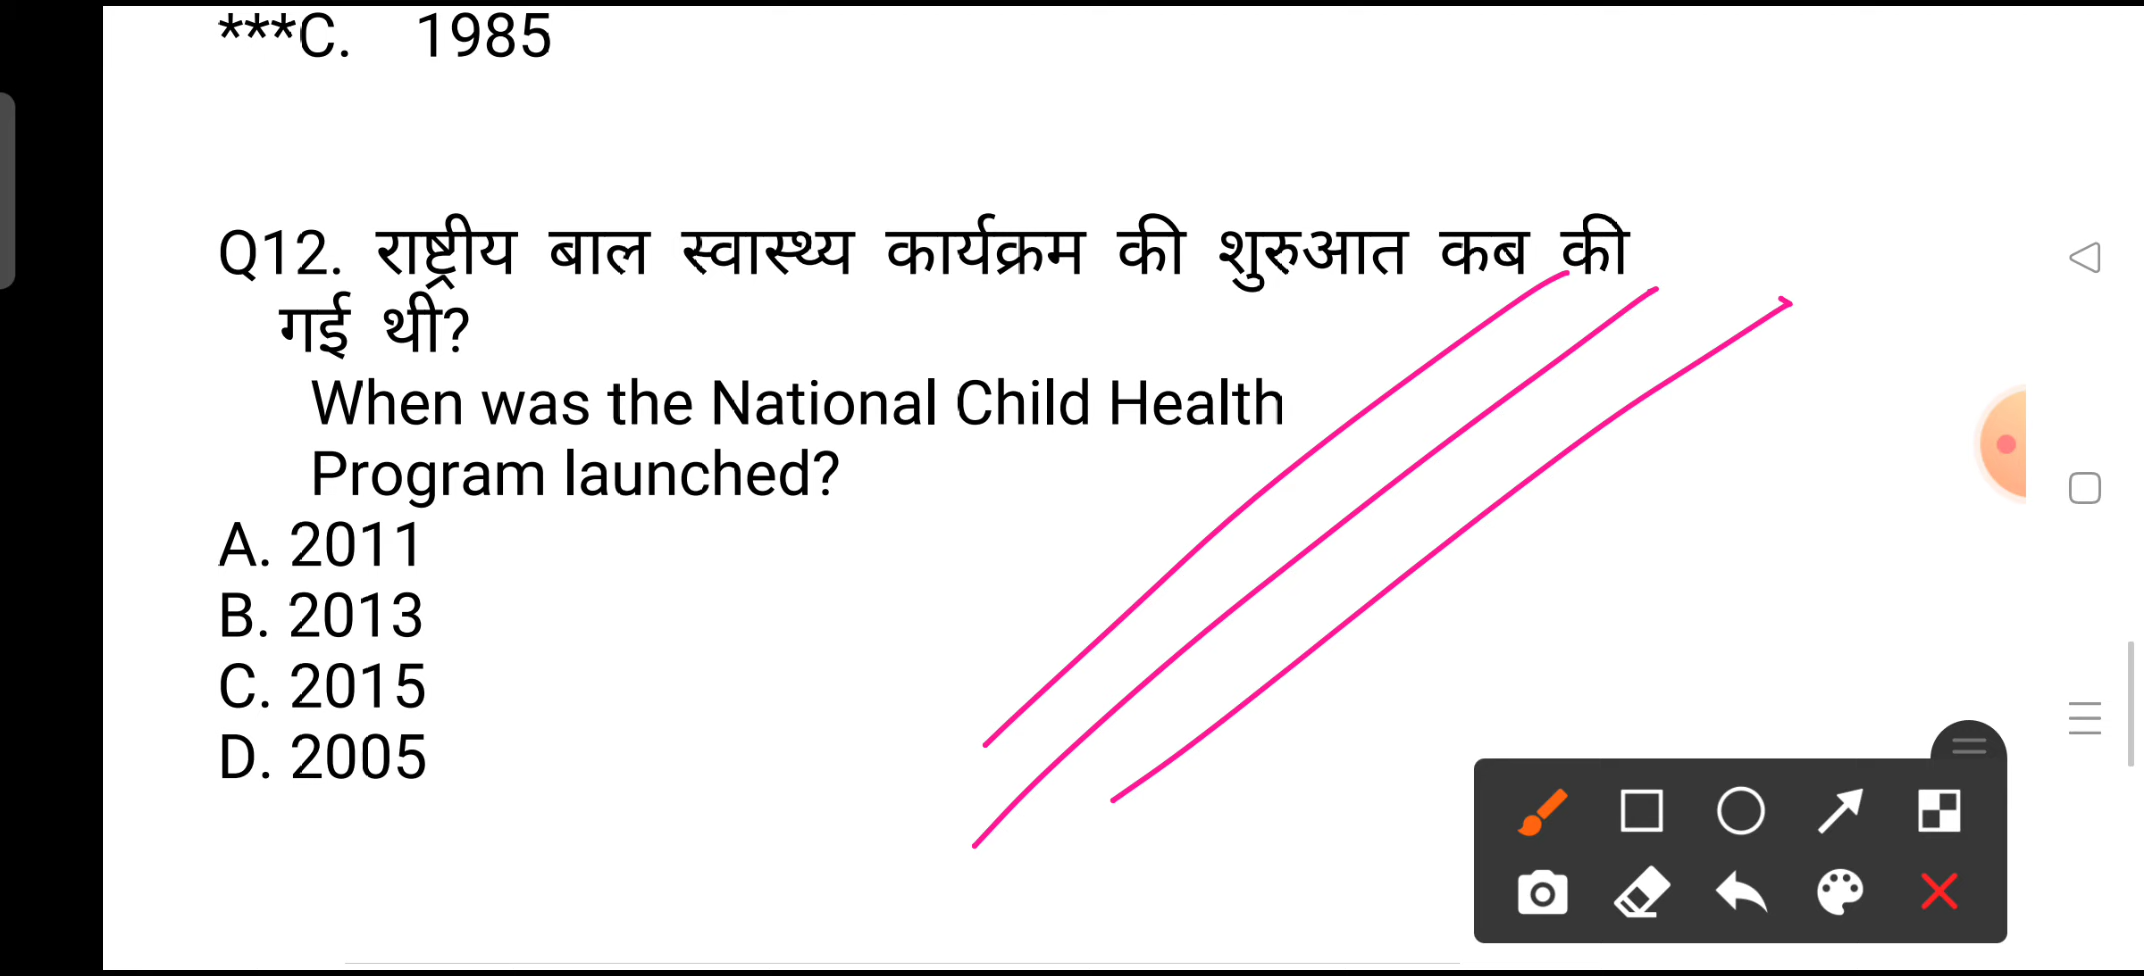 ***C. 1985
Q12. राष्ट्रीय बाल स्वास्थ्य कार्यक्रम की शुरुआत कब की
गई थी?
When was the National Child Health
Program launched?
A. 2011
B. 2013
C. 2015
D. 2005